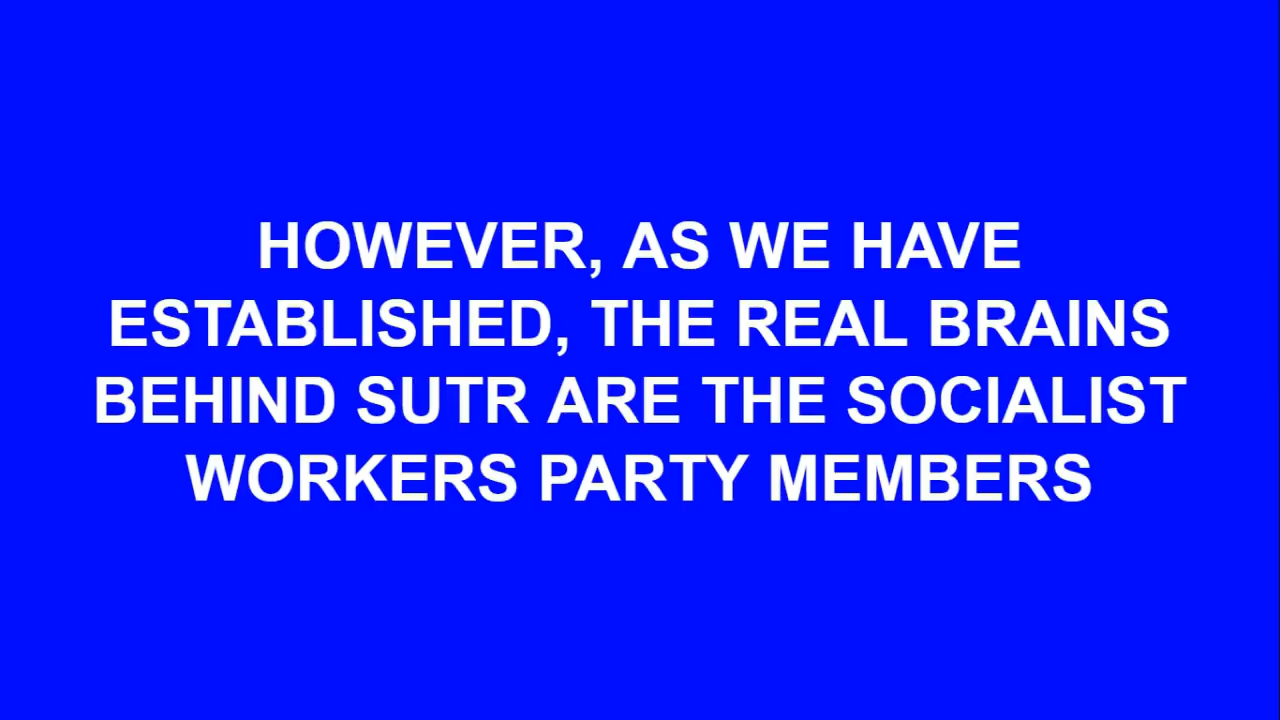 HOWEVER, AS WE HAVE
ESTABLISHED, THE REAL BRAINS
BEHIND SUTR ARE THE SOCIALIST
WORKERS PARTY MEMBERS